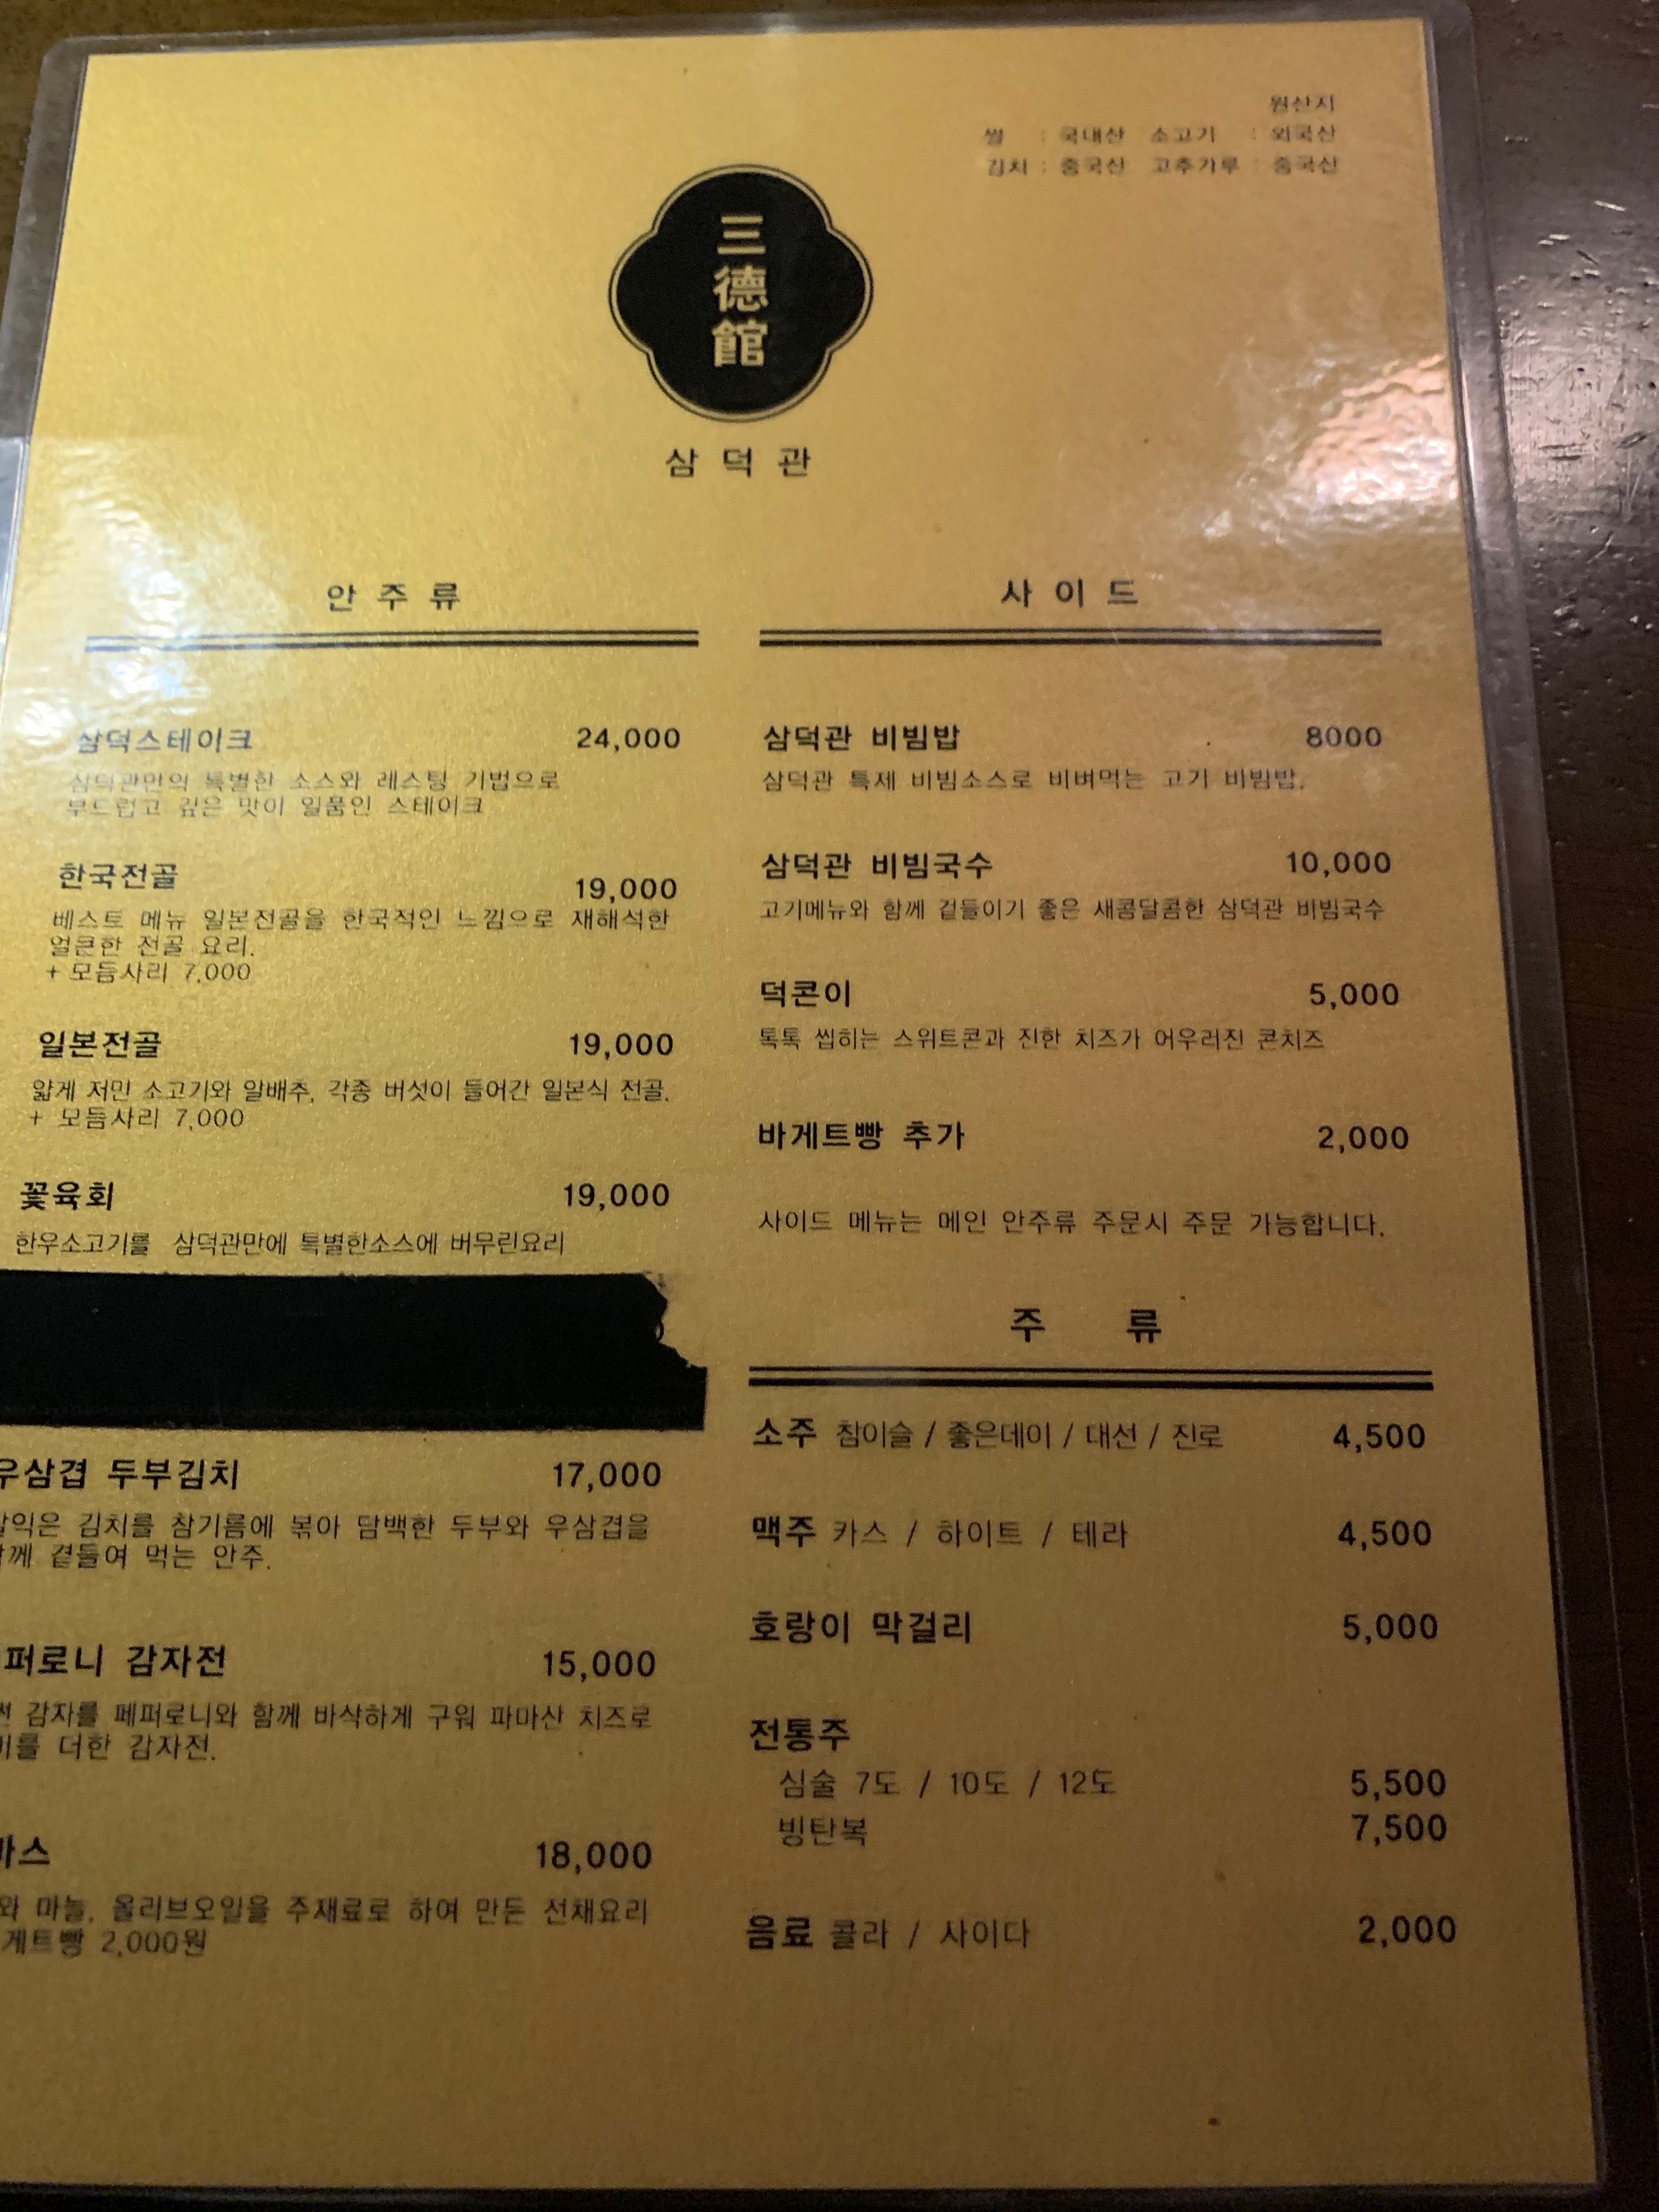 원산지
쌀 : 국내산 소고기 : 외국산
김치 : 중국산 고추가루 : 중국산
三
德
館
삼덕관
안주류
삼덕스테이크 24,000
삼덕관만의 특별한 소스와 레스팅 기법으로
부드럽고 깊은 맛이 일품인 스테이크
한국전골 19,000
베스트 메뉴 일본전골을 한국적인 느낌으로 재해석한
얼큰한 전골 요리.
+ 모듬사리 7,000
일본전골 19,000
얇게 저민 소고기와 알배추, 각종 버섯이 들어간 일본식 전골.
+ 모듬사리 7,000
꽃육회 19,000
한우소고기를 삼덕관만에 특별한소스에 버무린요리
우삼겹 두부김치 17,000
잘익은 김치를 참기름에 볶아 담백한 두부와 우삼겹을
함께 곁들여 먹는 안주.
퍼로니 감자전 15,000
감자를 페퍼로니와 함께 바삭하게 구워 파마산 치즈로
더한 감자전.
바스 18,000
와 마늘, 올리브오일을 주재료로 하여 만든 선채요리
게트빵 2,000원
사이드
삼덕관 비빔밥 8000
삼덕관 특제 비빔소스로 비벼먹는 고기 비빔밥.
삼덕관 비빔국수 10,000
고기메뉴와 함께 곁들이기 좋은 새콤달콤한 삼덕관 비빔국수
덕콘이 5,000
톡톡 씹히는 스위트콘과 진한 치즈가 어우러진 콘치즈
바게트빵 추가 2,000
사이드 메뉴는 메인 안주류 주문시 주문 가능합니다.
주 류
소주 참이슬 / 좋은데이 / 대선 / 진로 4,500
맥주 카스 / 하이트 / 테라 4,500
호랑이 막걸리 5,000
전통주
심술 7도 / 10도 / 12도 5,500
빙탄복 7,500
음료 콜라 / 사이다 2,000